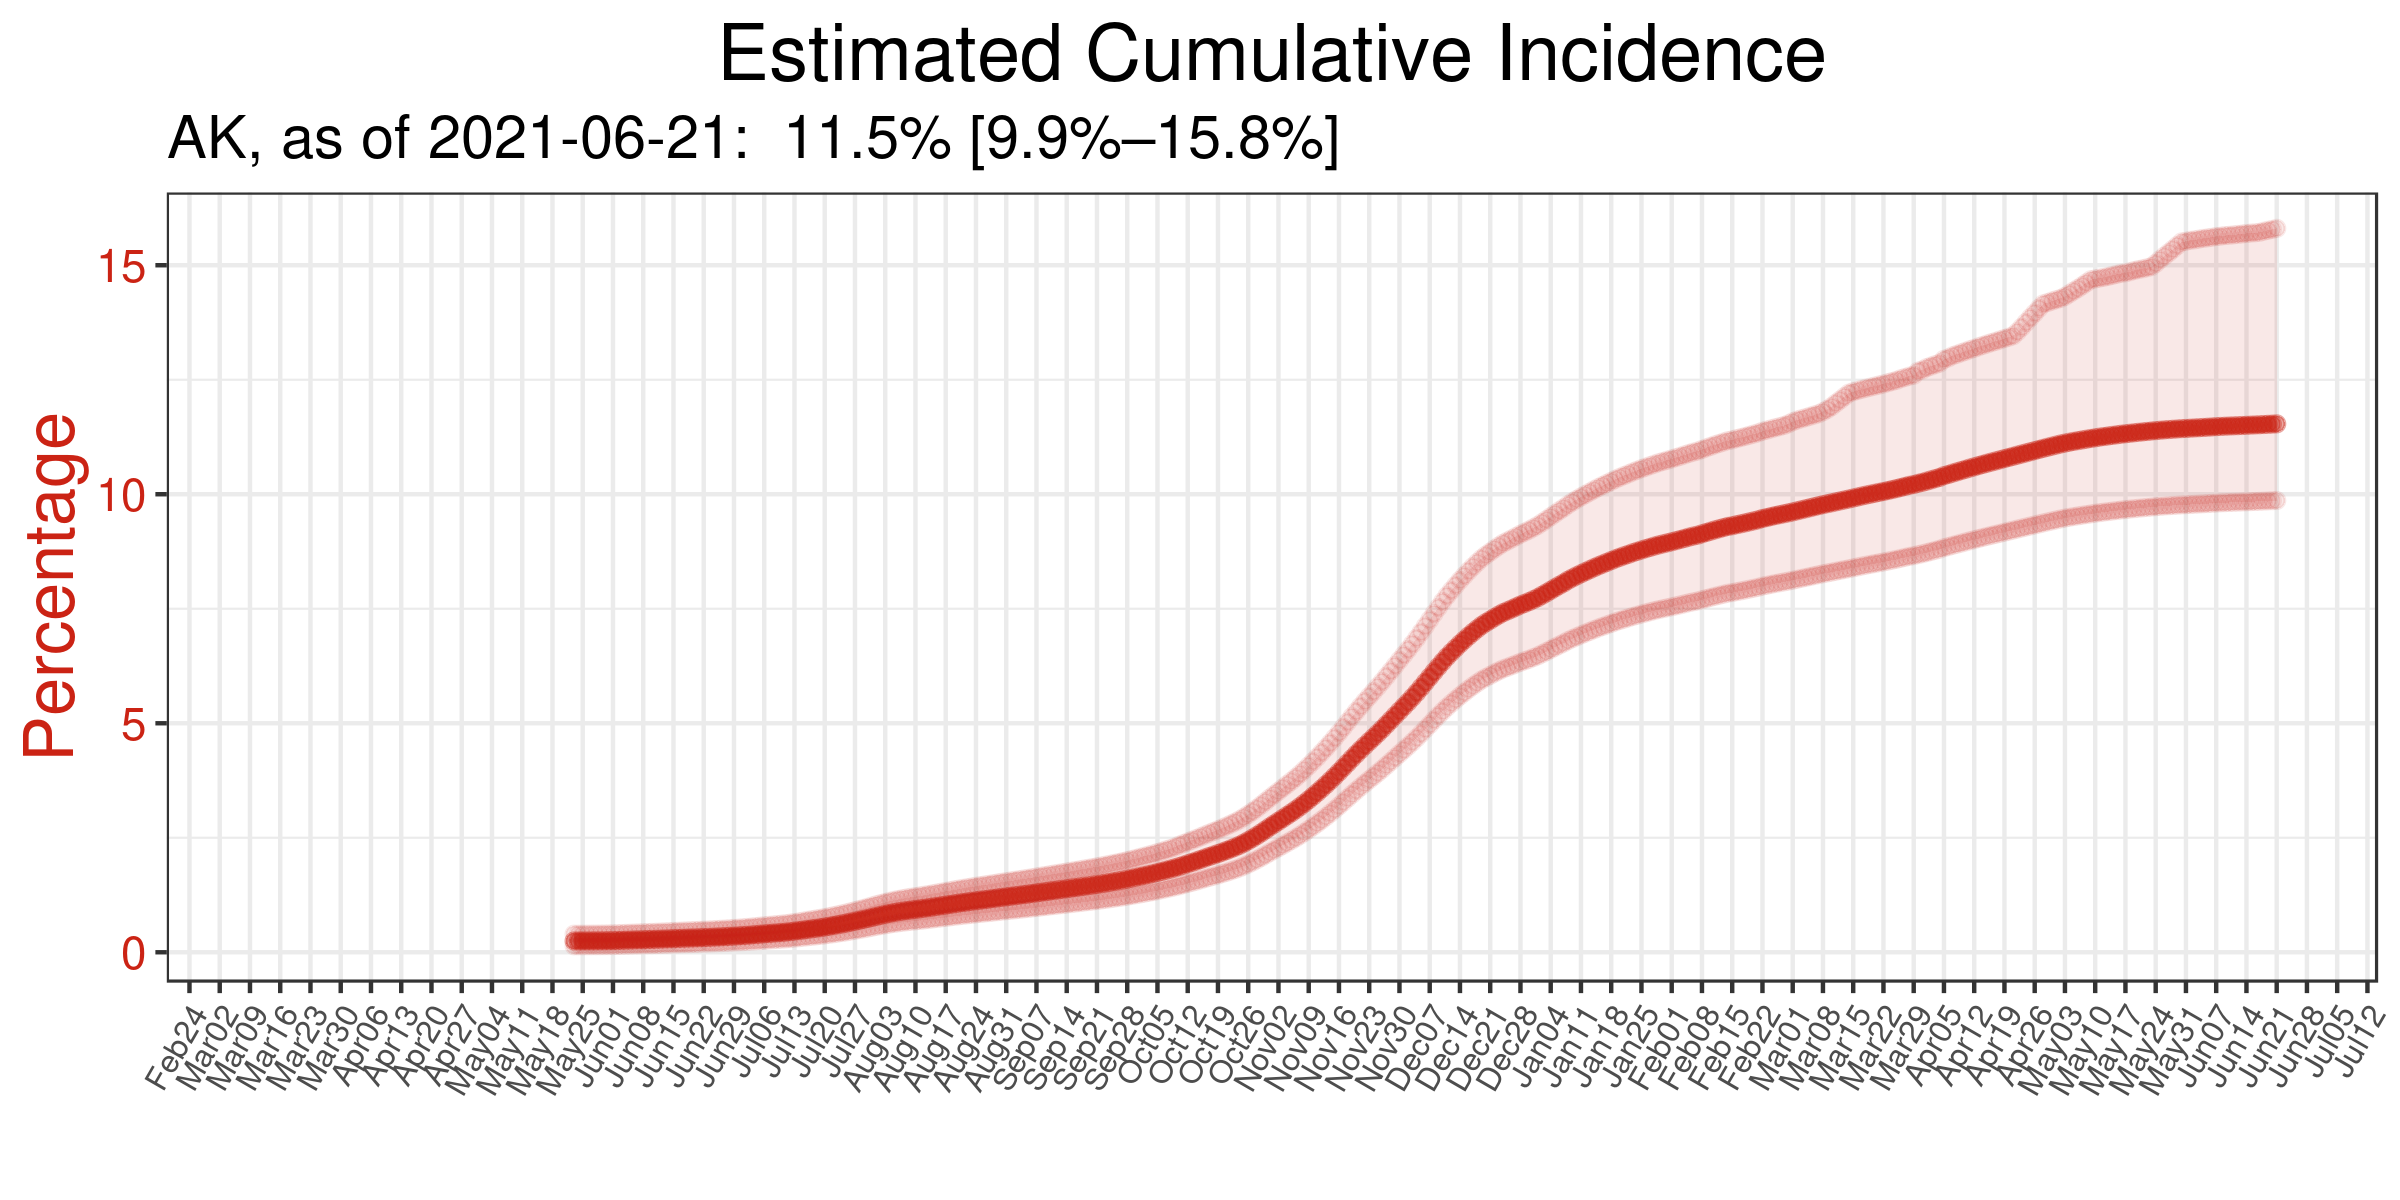 Estimated Cumulative Incidence
AK, as of 2021-06-21:  11.5% [9.9%–15.8%]
Percentage
15
10
5
0
Feb24
Mar02
Mar09
Mar16
Mar23
Mar30
Apr06
Apr13
Apr20
Apr27
May04
May11
May18
May25
Jun01
Jun08
Jun15
Jun22
Jun29
Jul06
Jul13
Jul20
Jul27
Aug03
Aug10
Aug17
Aug24
Aug31
Sep07
Sep14
Sep21
Sep28
Oct05
Oct12
Oct19
Oct26
Nov02
Nov09
Nov16
Nov23
Nov30
Dec07
Dec14
Dec21
Dec28
Dec04
Jan11
Jan18
Jan25
Feb01
Feb08
Feb15
Feb22
Mar01
Mar08
Mar15
Mar22
Mar29
Apr05
Apr12
Apr19
Apr26
May03
May10
May17
May24
May31
Jun07
Jun14
Jun21
Jun28
Jul05
Jul12